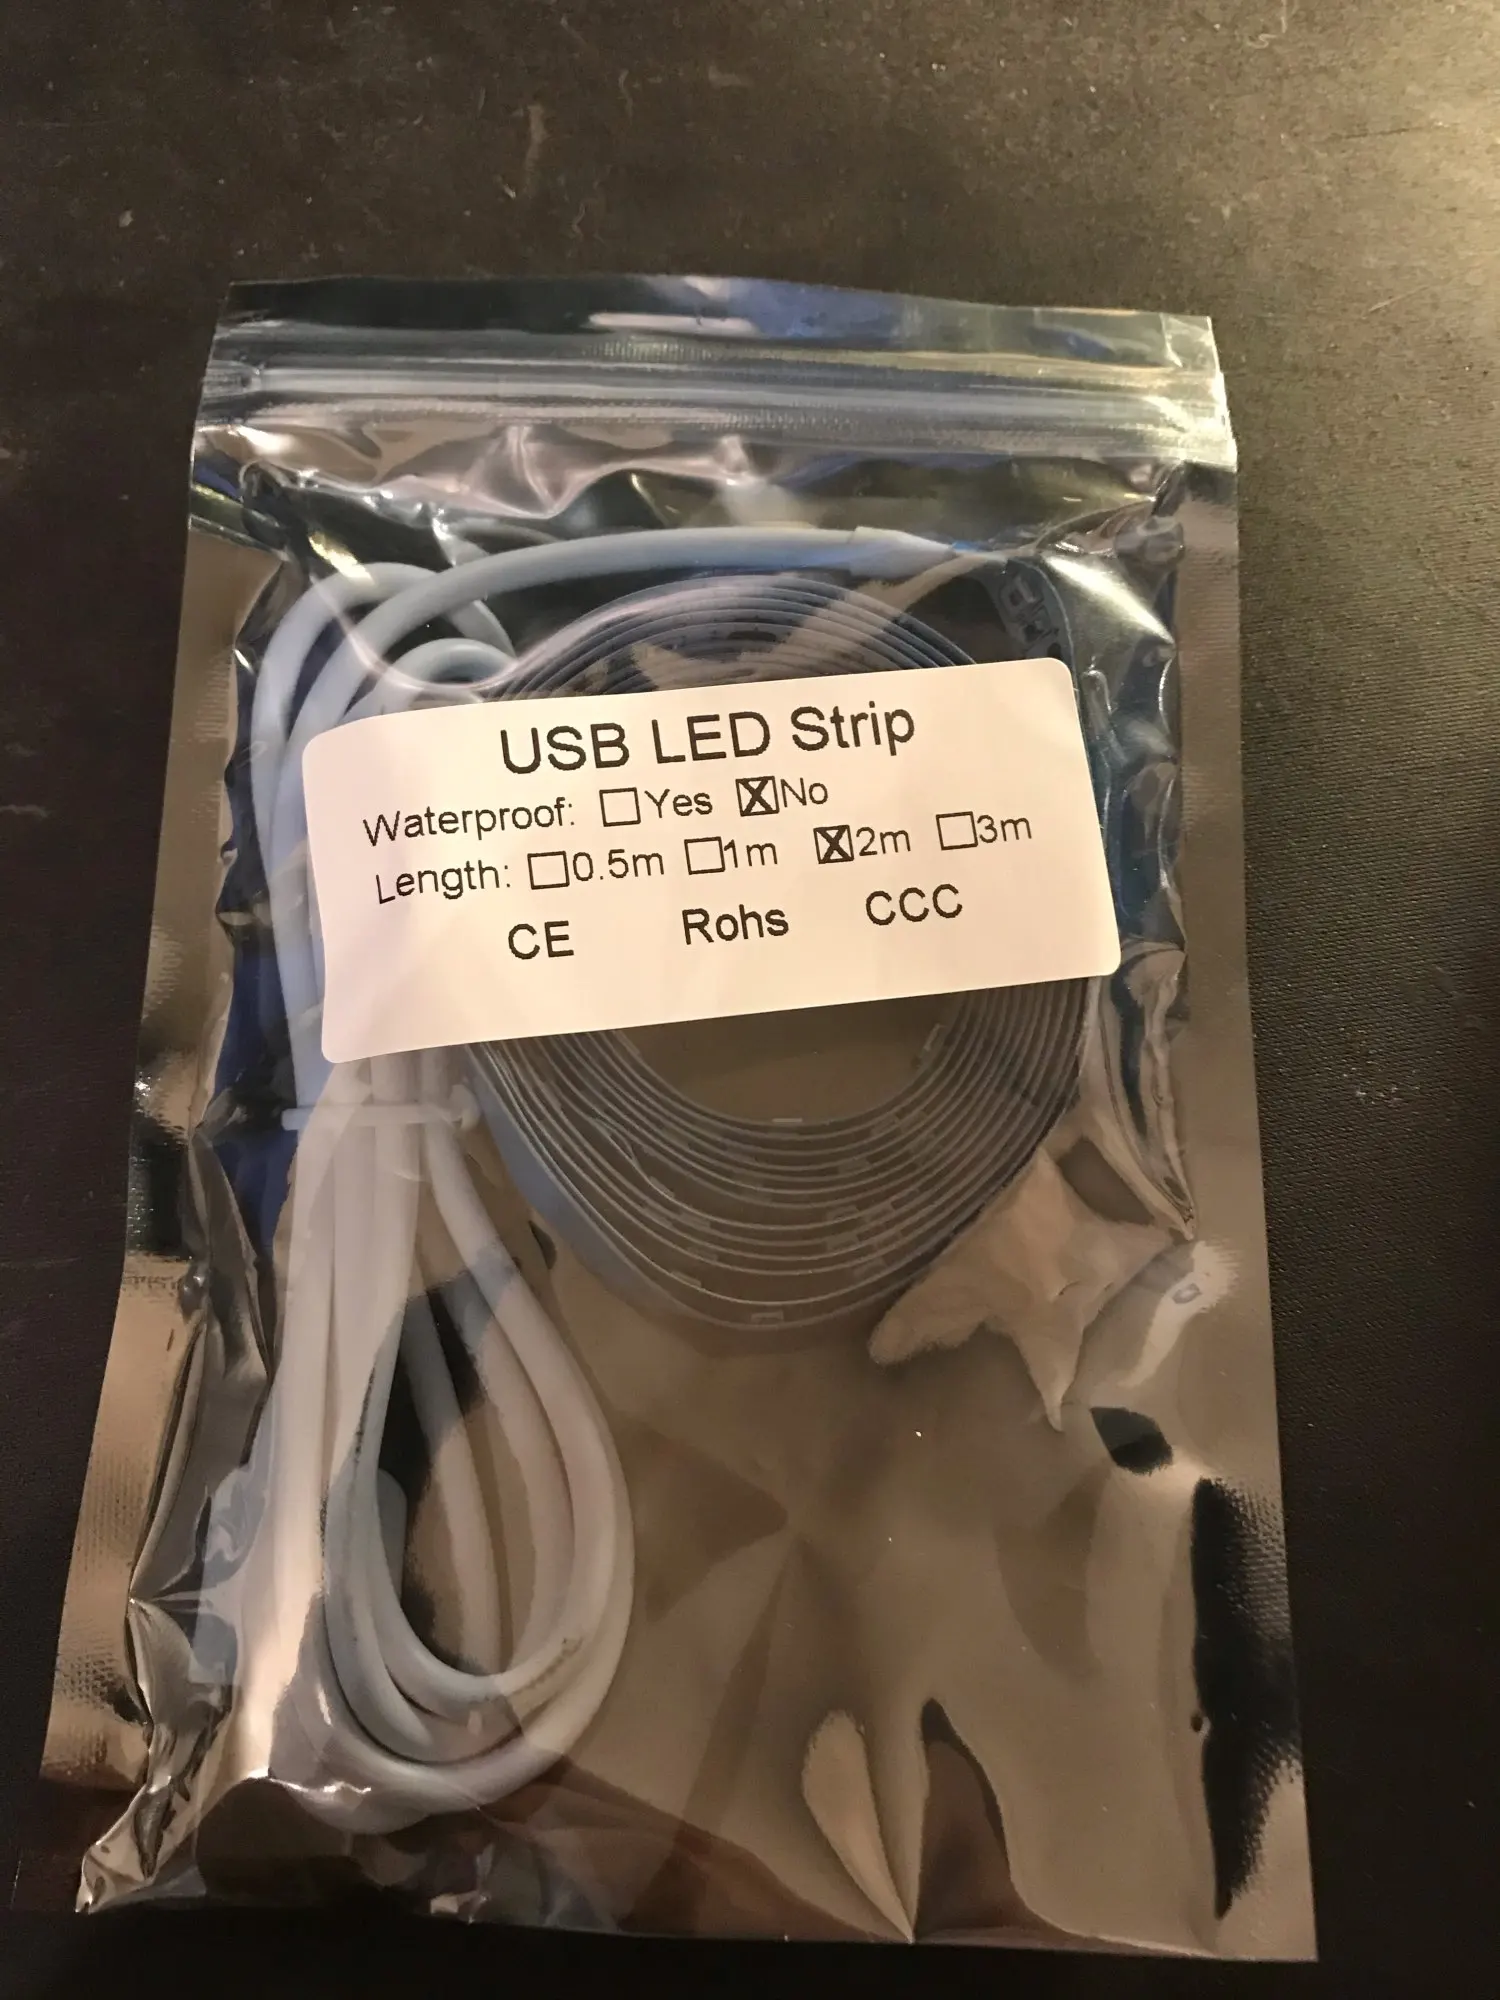 USB LED Strip
Waterproof: ☐Yes ☒No
Length: ☐0.5m ☐1m ☒2m ☐3m
CE Rohs CCC